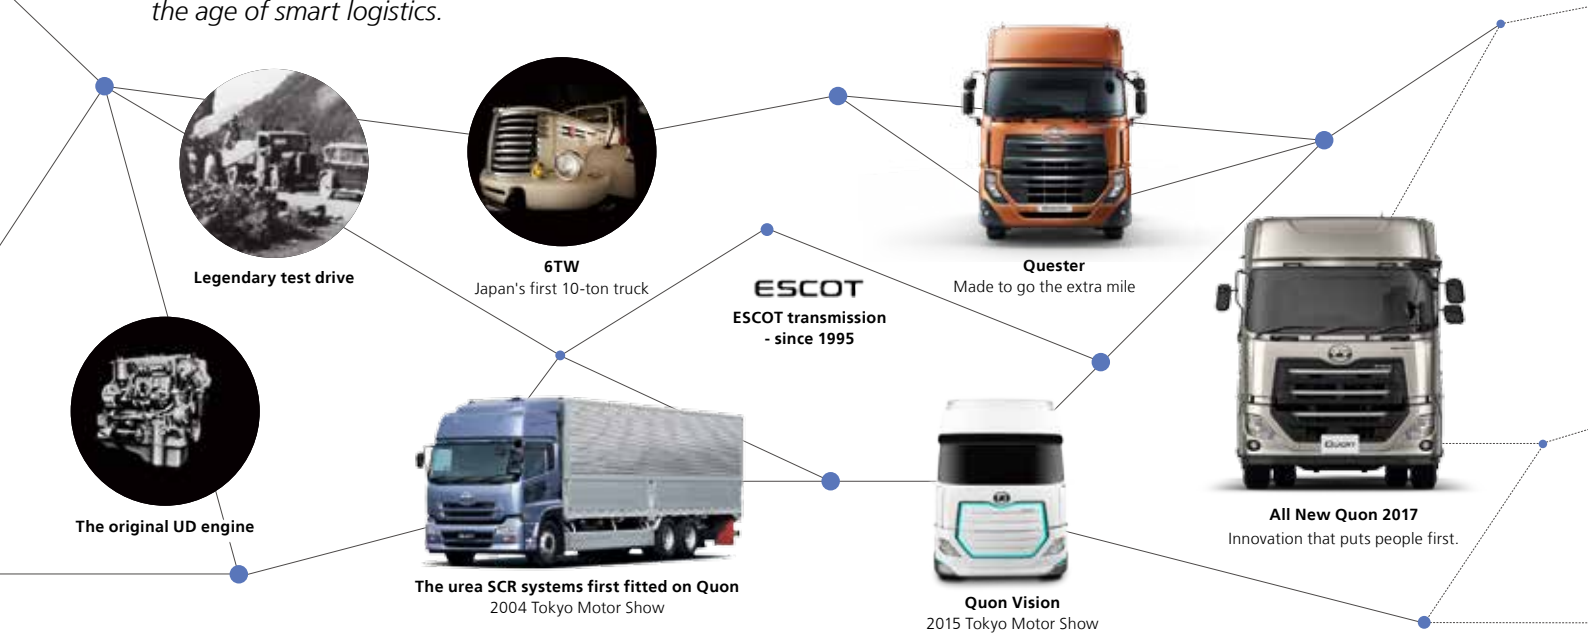 the age of smart logistics.
Legendary test drive
6TW
Japan's first 10-ton truck
ESCOT
ESCOT transmission
- since 1995
Quester
Made to go the extra mile
The original UD engine
The urea SCR systems first fitted on Quon
2004 Tokyo Motor Show
Quon Vision
2015 Tokyo Motor Show
QUON
All New Quon 2017
Innovation that puts people first.